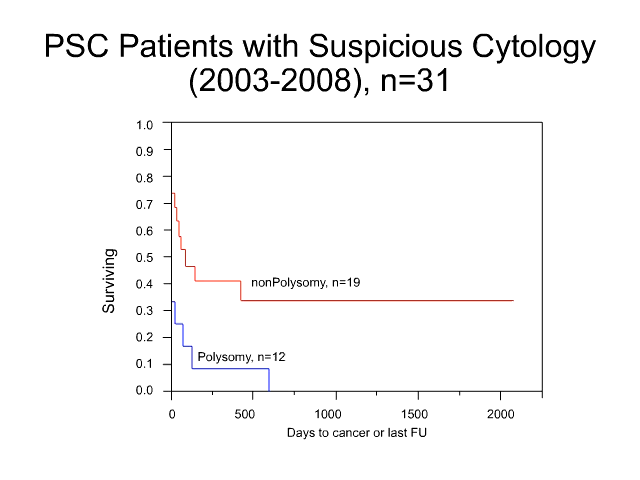 PSC Patients with Suspicious Cytology
(2003-2008), n=31
1.0
0.9
0.8
0.7
0.6
0.5
0.4
0.3
0.2
0.1
0.0
Surviving
nonPolysomy, n=19
Polysomy, n=12
0 500 1000 1500 2000
Days to cancer or last FU